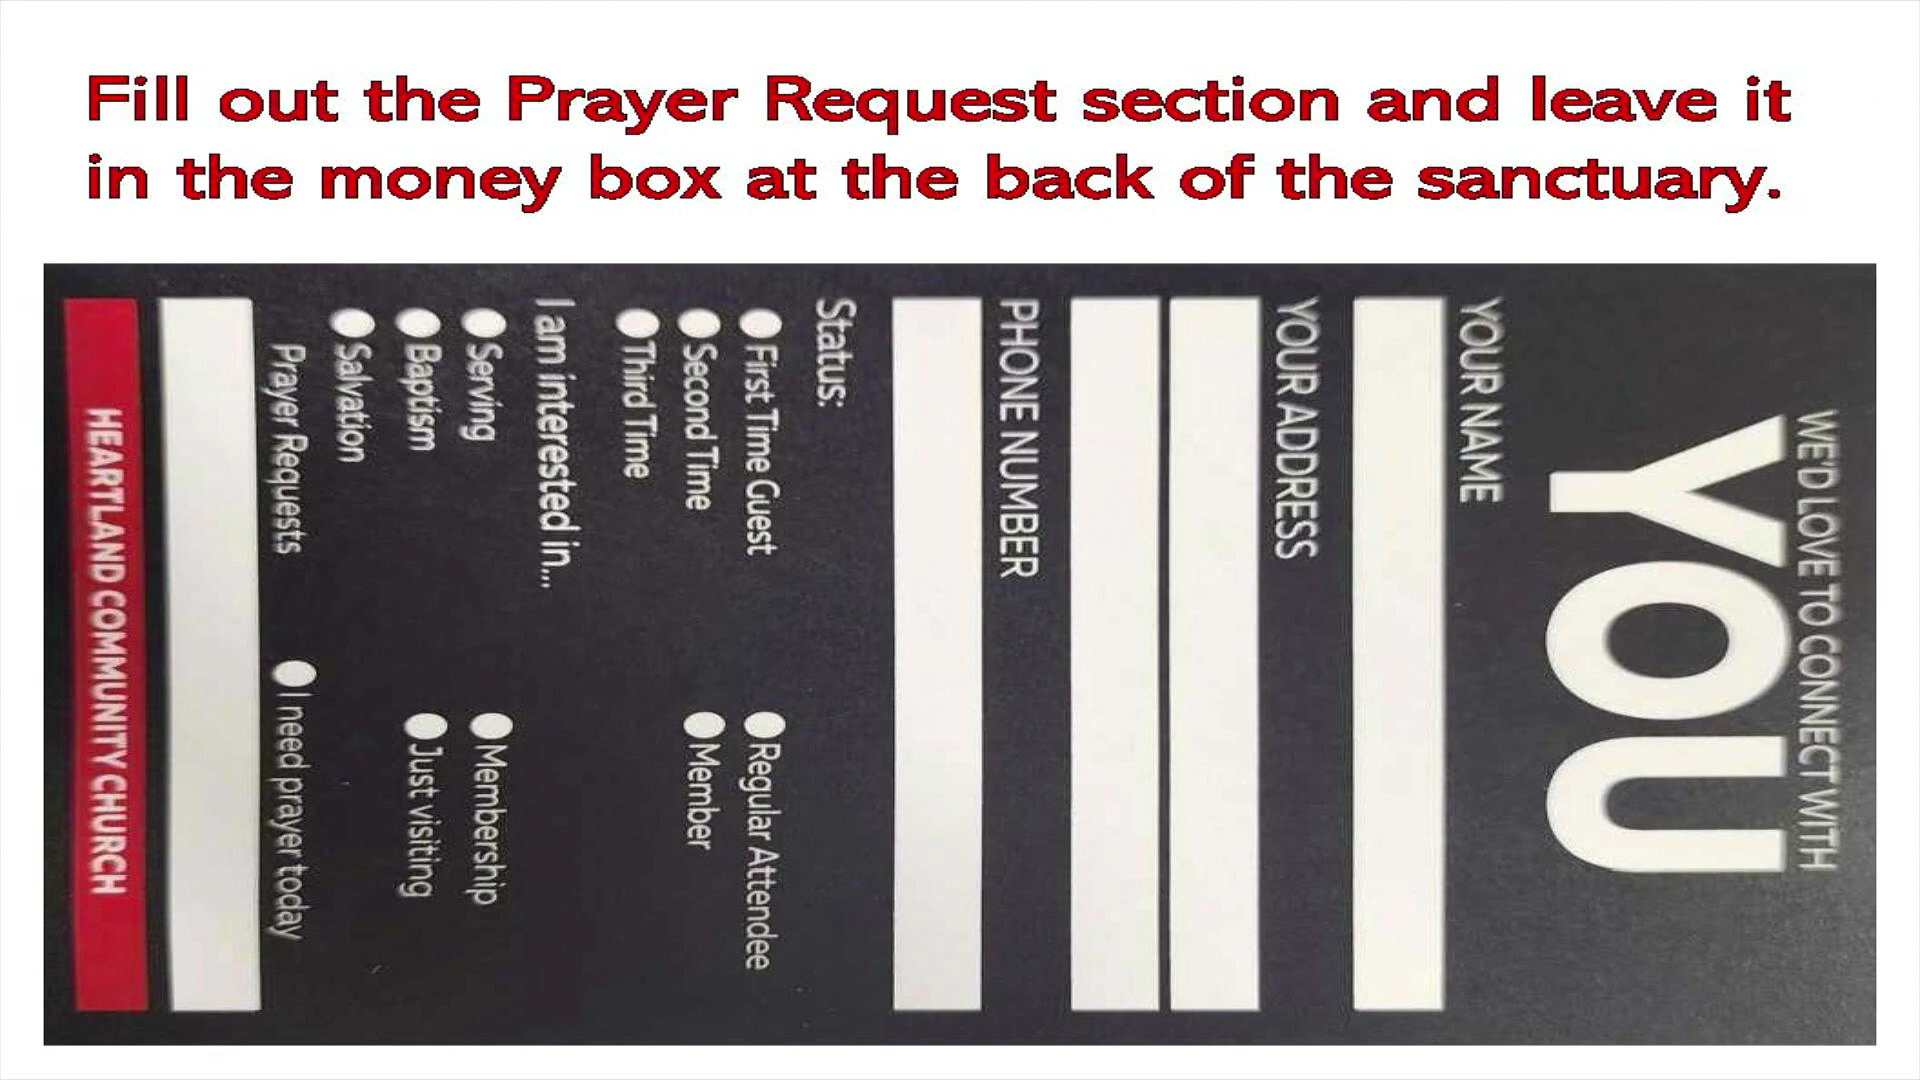 Fill out the Prayer Request section and leave it
in the money box at the back of the sanctuary.
WE'D LOVE TO CONNECT WITH
YOU
YOUR NAME
YOUR ADDRESS
PHONE NUMBER
Status:
First Time Guest
Regular Attendee
Second Time
Member
Third Time
I am interested in...
Serving
Membership
Baptism
Just visiting
Salvation
Prayer Requests
I need prayer today
HEARTLAND COMMUNITY CHURCH